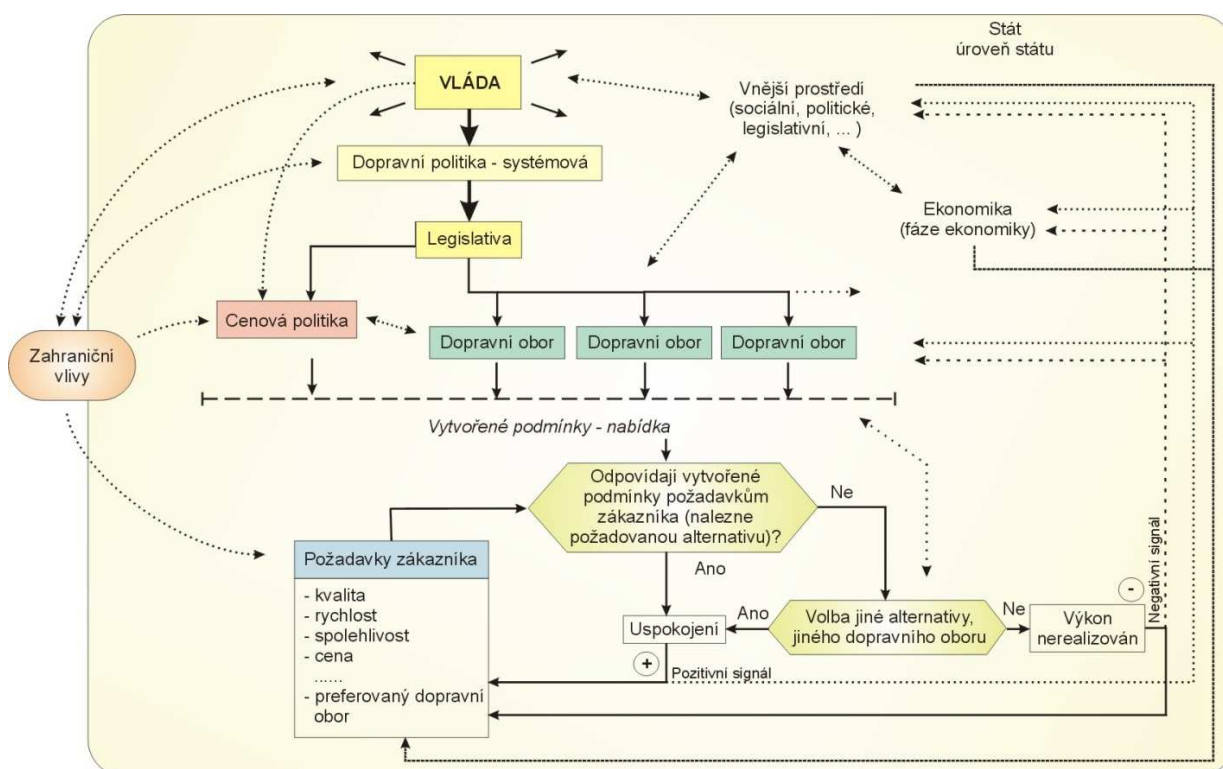 Stát
úroveň státu
VLÁDA
Vnější prostředí
(sociální, politické,
legislativní, ... )
Dopravní politika - systémová
Ekonomika
(fáze ekonomiky)
Legislativa
Cenová politika
Dopravní obor
Dopravní obor
Dopravní obor
Zahraniční
vlivy
Vytvořené podmínky - nabídka
Odpovídají vytvořené
podmínky požadavkům
zákazníka (nalezne
požadovanou alternativu)?
Ne
Ano
Požadavky zákazníka
- kvalita
- rychlost
- spolehlivost
- cena
......
- preferovaný dopravní
obor
Uspokojení
+
Pozitivní signál
Ano
Volba jiné alternativy,
jiného dopravního oboru
Ne
Výkon
nerealizován
-
Negativní signál